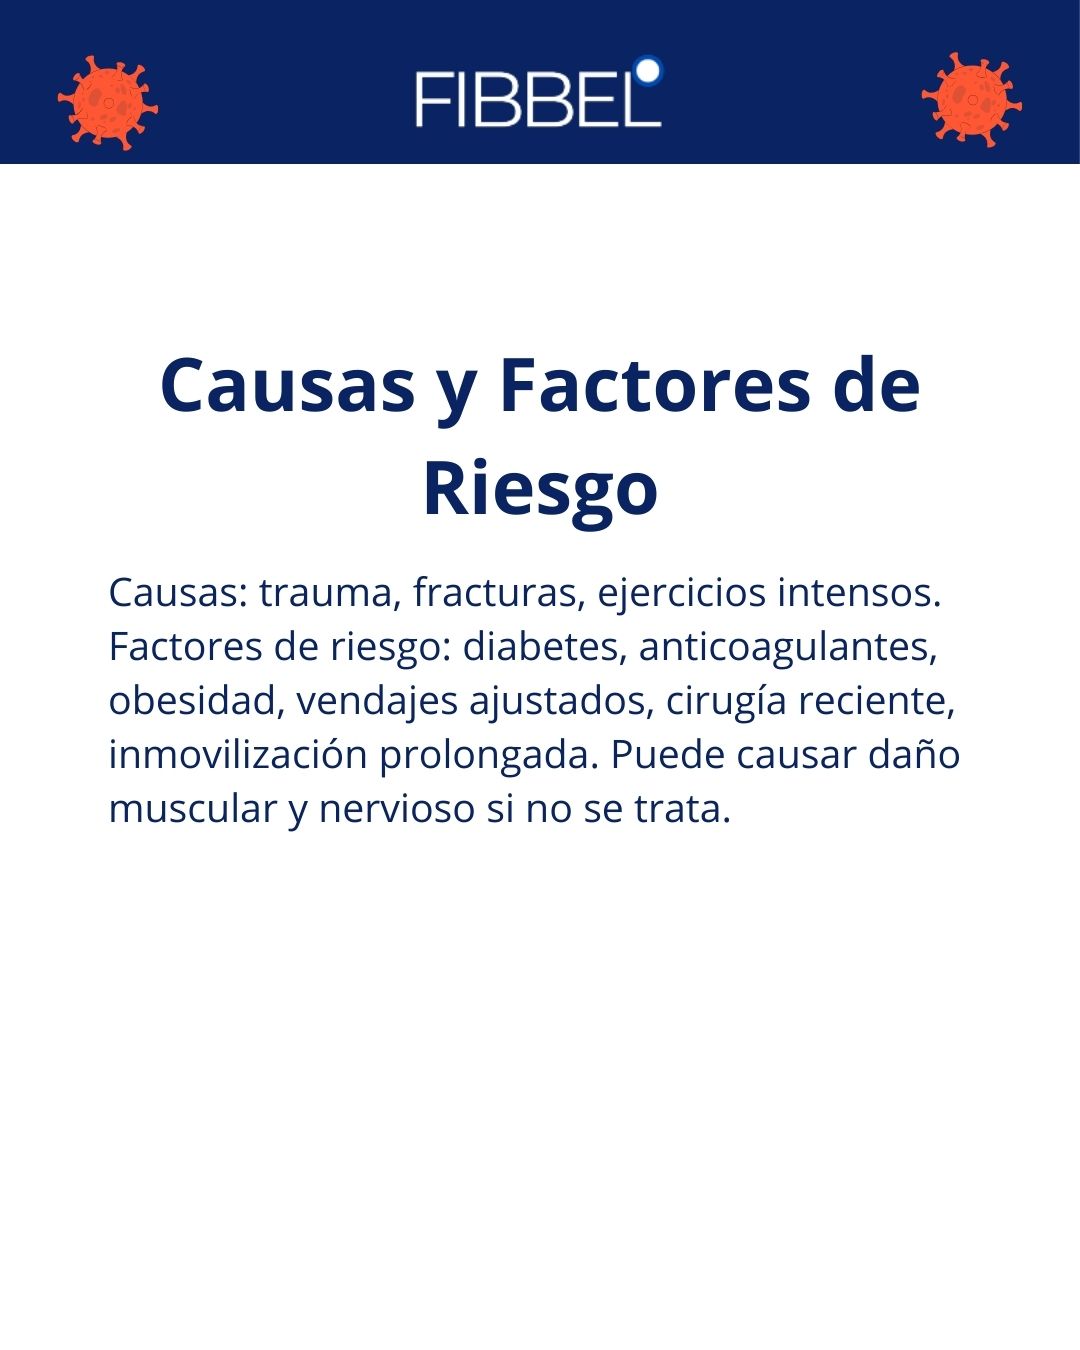 FIBBEL
Causas y Factores de
Riesgo
Causas: trauma, fracturas, ejercicios intensos.
Factores de riesgo: diabetes, anticoagulantes,
obesidad, vendajes ajustados, cirugía reciente,
inmovilización prolongada. Puede causar daño
muscular y nervioso si no se trata.